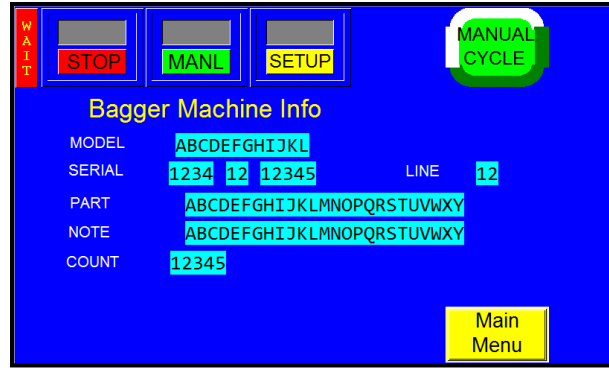 WAIT
STOP
MANL
SETUP
MANUAL
CYCLE
Bagger Machine Info
MODEL ABCDEFGHIJKL
SERIAL 1234 12 12345 LINE 12
PART ABCDEFGHIJKLMNOPQRSTUVWXY
NOTE ABCDEFGHIJKLMNOPQRSTUVWXY
COUNT 12345
Main
Menu